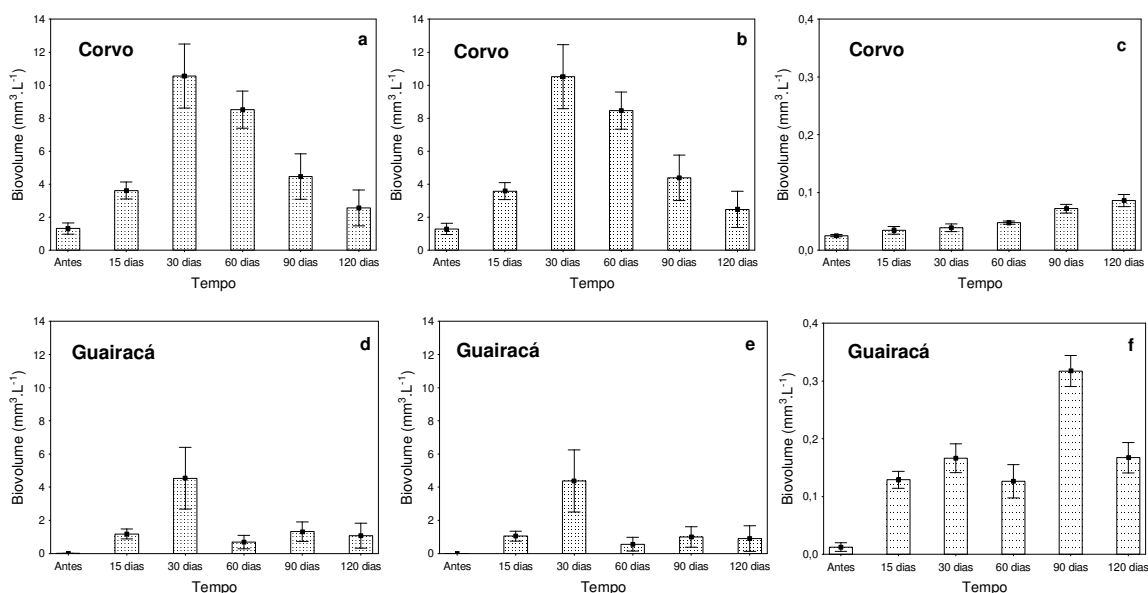 Corvo
a
Biovolume (mm³.L⁻¹)
14
12
10
8
6
4
2
0
Antes 15 dias 30 dias 60 dias 90 dias 120 dias
Tempo
Corvo
b
Biovolume (mm³.L⁻¹)
14
12
10
8
6
4
2
0
Antes 15 dias 30 dias 60 dias 90 dias 120 dias
Tempo
Corvo
c
Biovolume (mm³.L⁻¹)
0,4
0,3
0,2
0,1
0,0
Antes 15 dias 30 dias 60 dias 90 dias 120 dias
Tempo
Guairacá
d
Biovolume (mm³.L⁻¹)
14
12
10
8
6
4
2
0
Antes 15 dias 30 dias 60 dias 90 dias 120 dias
Tempo
Guairacá
e
Biovolume (mm³.L⁻¹)
14
12
10
8
6
4
2
0
Antes 15 dias 30 dias 60 dias 90 dias 120 dias
Tempo
Guairacá
f
Biovolume (mm³.L⁻¹)
0,4
0,3
0,2
0,1
0,0
Antes 15 dias 30 dias 60 dias 90 dias 120 dias
Tempo